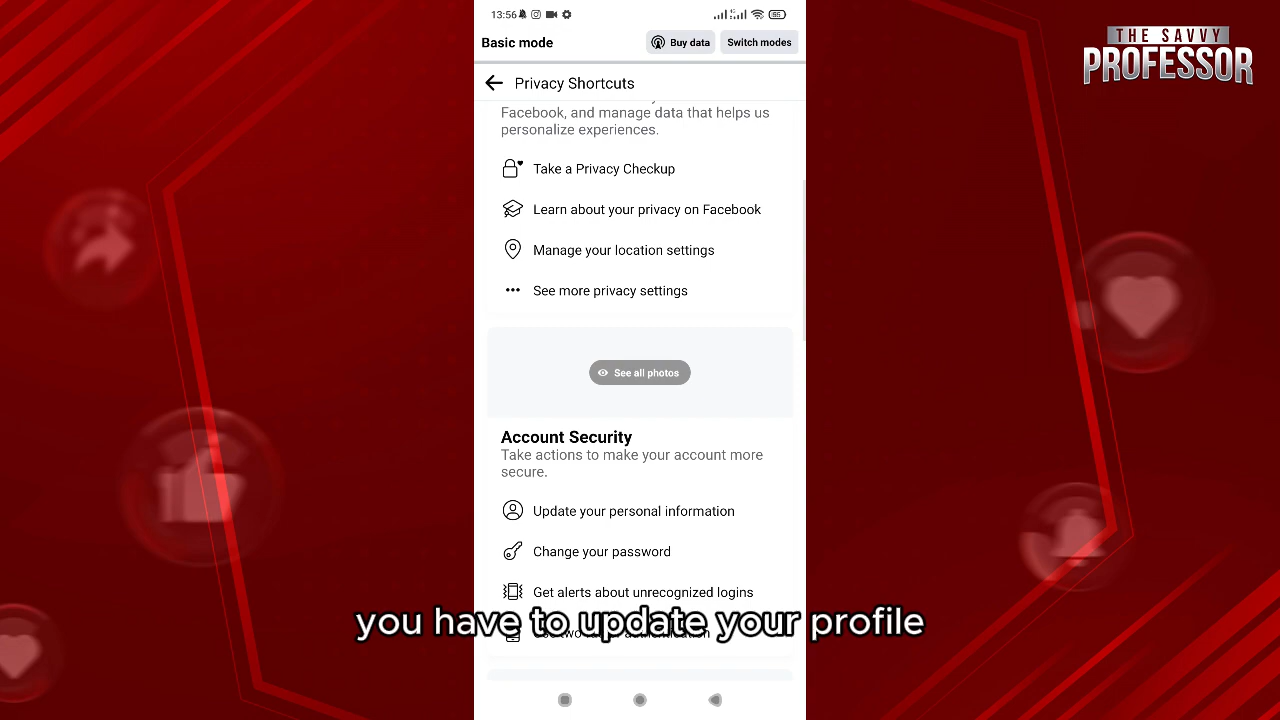 13:56
65
THE SAVVY
PROFESSOR
Basic mode
Buy data
Switch modes
Privacy Shortcuts
Facebook, and manage data that helps us
personalize experiences.
Take a Privacy Checkup
Learn about your privacy on Facebook
Manage your location settings
See more privacy settings
See all photos
Account Security
Take actions to make your account more
secure.
Update your personal information
Change your password
Get alerts about unrecognized logins
you have to update your profile